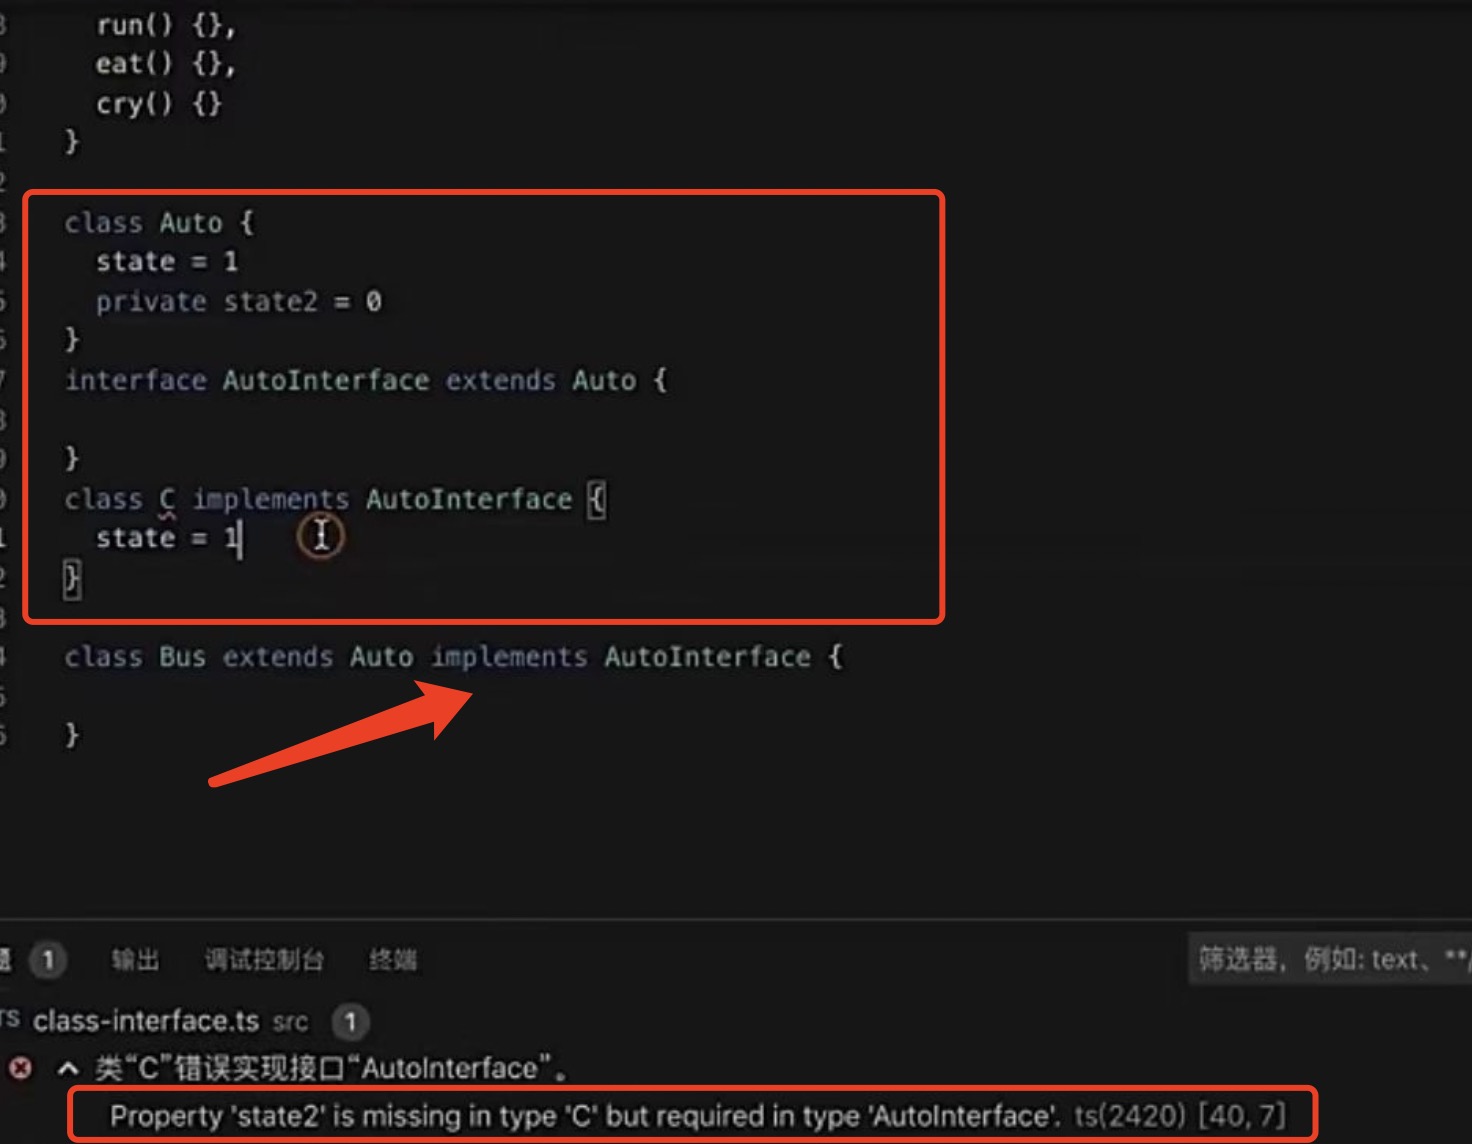 run() {},
eat() {},
cry() {}
}
class Auto {
state = 1
private state2 = 0
}
interface AutoInterface extends Auto {
}
class C implements AutoInterface {
state = 1
}
class Bus extends Auto implements AutoInterface {
}
1 输出 调试控制台 终端 筛选器，例如: text、**/
TS class-interface.ts src 1
类“C”错误实现接口“AutoInterface”。
Property 'state2' is missing in type 'C' but required in type 'AutoInterface'. ts(2420) [40, 7]